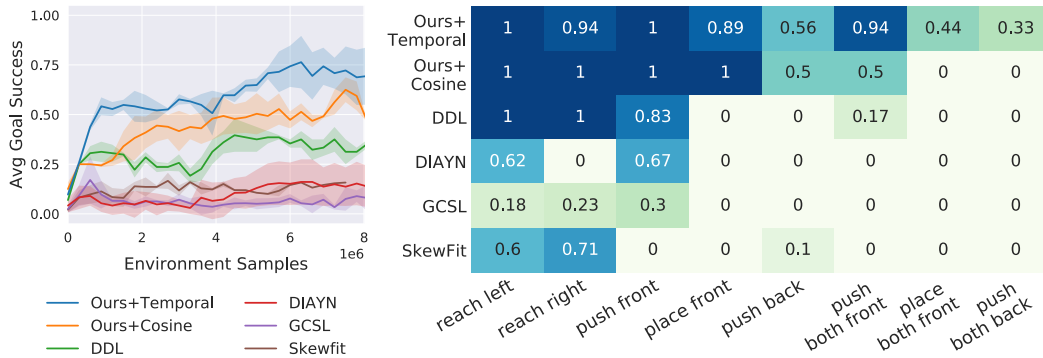 1.00
0.75
0.50
0.25
0.00
Avg Goal Success
0 2 4 6 8
1e6
Environment Samples
Ours+Temporal
Ours+Cosine
DDL
DIAYN
GCSL
Skewfit
Ours+
Temporal
1 0.94 1 0.89 0.56 0.94 0.44 0.33
Ours+
Cosine
1 1 1 1 0.5 0.5 0 0
DDL 1 1 0.83 0 0 0.17 0 0
DIAYN 0.62 0 0.67 0 0 0 0 0
GCSL 0.18 0.23 0.3 0 0 0 0 0
SkewFit 0.6 0.71 0 0 0.1 0 0 0
reach left
reach right
push front
place front
push back
push
both front
place
both front
push
both back